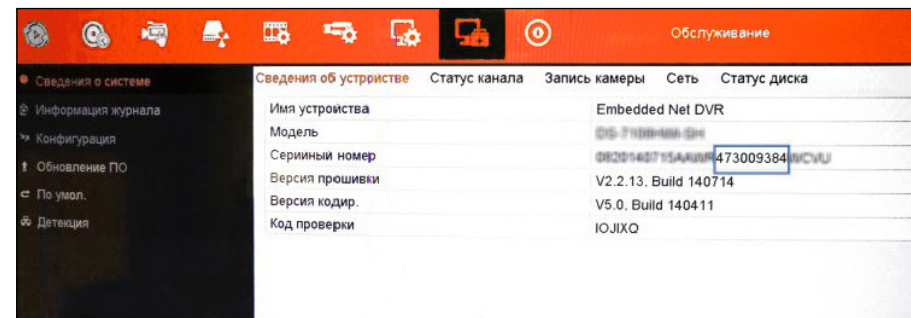 Обслуживание
Сведения о системе
Информация журнала
Конфигурация
Обновление ПО
По умол.
Детекция
Сведения об устройстве Статус канала Запись камеры Сеть Статус диска
Имя устройства Embedded Net DVR
Модель
Серийный номер 473009384
Версия прошивки V2.2.13, Build 140714
Версия кодир. V5.0, Build 140411
Код проверки IOJIXQ